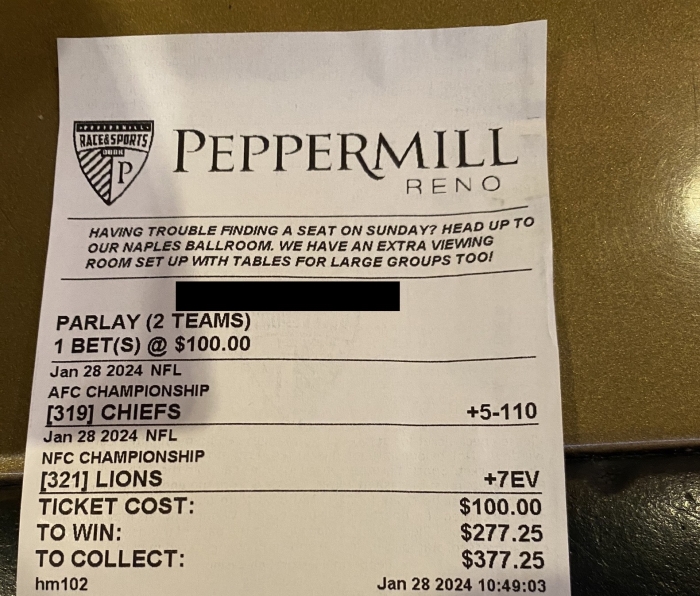 PEPPERMILL
RACE&SPORTS
BOOK
P
PEPPERMILL
RENO
HAVING TROUBLE FINDING A SEAT ON SUNDAY? HEAD UP TO
OUR NAPLES BALLROOM. WE HAVE AN EXTRA VIEWING
ROOM SET UP WITH TABLES FOR LARGE GROUPS TOO!
PARLAY (2 TEAMS)
1 BET(S) @ $100.00
Jan 28 2024 NFL
AFC CHAMPIONSHIP
[319] CHIEFS +5-110
Jan 28 2024 NFL
NFC CHAMPIONSHIP
[321] LIONS +7EV
TICKET COST: $100.00
TO WIN: $277.25
TO COLLECT: $377.25
hm102 Jan 28 2024 10:49:03